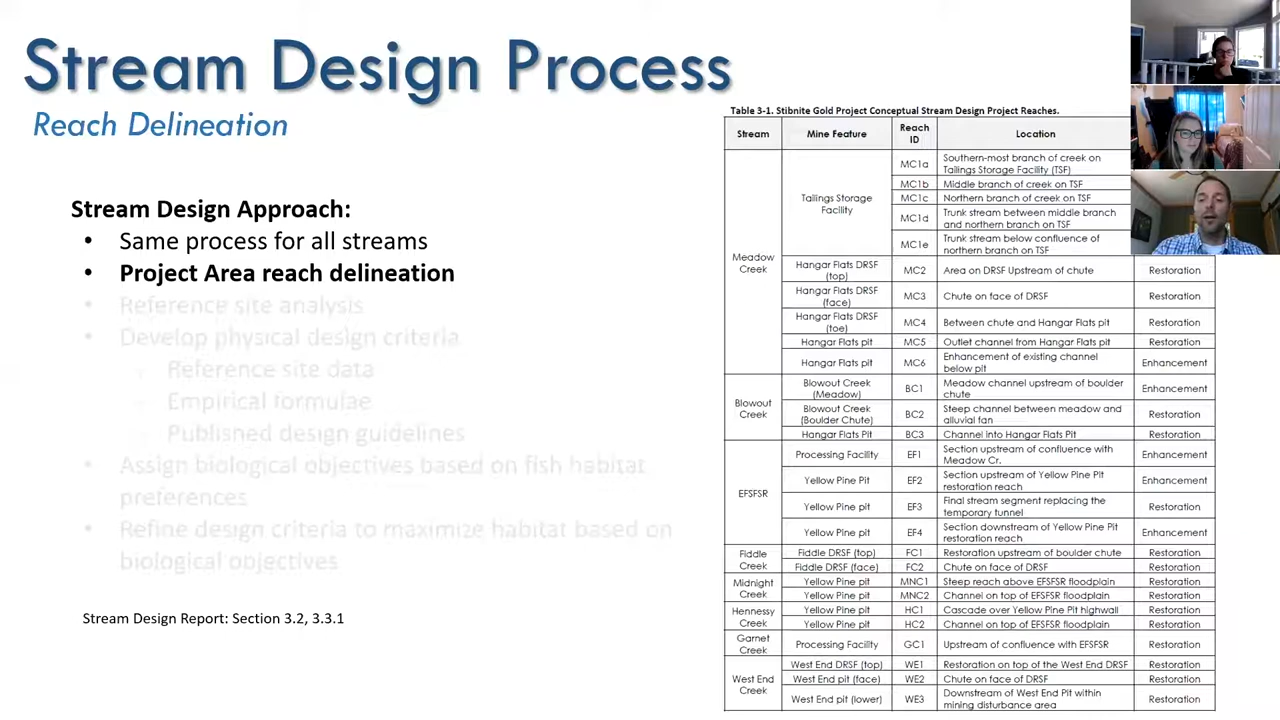 Stream Design Process
Reach Delineation
Stream Design Approach:
• Same process for all streams
• Project Area reach delineation
• Reference site analysis
• Develop physical design criteria
- Reference site data
- Empirical formulae
- Published design guidelines
• Assign biological objectives based on fish habitat
preferences
• Refine design criteria to maximize habitat based on
biological objectives
Stream Design Report: Section 3.2, 3.3.1
Table 3-1. Stibnite Gold Project Conceptual Stream Design Project Reaches.
Stream Mine Feature Reach ID Location
Meadow Creek Tailings Storage Facility MC1a Southern-most branch of creek on Tailings Storage Facility (TSF)
MC1b Middle branch of creek on TSF
MC1c Northern branch of creek on TSF
MC1d Trunk stream between middle branch and northern branch on TSF
MC1e Trunk stream below confluence of northern branch on TSF
Hangar Flats DRSF (top) MC2 Area on DRSF Upstream of chute Restoration
Hangar Flats DRSF (face) MC3 Chute on face of DRSF Restoration
Hangar Flats DRSF (toe) MC4 Between chute and Hangar Flats pit Restoration
Hangar Flats pit MC5 Outlet channel from Hangar Flats pit Restoration
Hangar Flats pit MC6 Enhancement of existing channel below pit Enhancement
Blowout Creek Blowout Creek (Meadow) BC1 Meadow channel upstream of boulder chute Enhancement
Blowout Creek (Boulder Chute) BC2 Steep channel between meadow and alluvial fan Restoration
Hangar Flats Pit BC3 Channel into Hangar Flats Pit Restoration
EFSFSR Processing Facility EF1 Section upstream of confluence with Meadow Cr. Enhancement
Yellow Pine Pit EF2 Section upstream of Yellow Pine Pit restoration reach Enhancement
Yellow Pine pit EF3 Final stream segment replacing the temporary tunnel Restoration
Yellow Pine pit EF4 Section downstream of Yellow Pine Pit restoration reach Enhancement
Fiddle Creek Fiddle DRSF (top) FC1 Restoration upstream of boulder chute Restoration
Fiddle DRSF (face) FC2 Chute on face of DRSF Restoration
Midnight Creek Yellow Pine pit MNC1 Steep reach above EFSFSR floodplain Restoration
Yellow Pine pit MNC2 Channel on top of EFSFSR floodplain Restoration
Hennessy Creek Yellow Pine pit HC1 Cascade over Yellow Pine Pit highwall Restoration
Yellow Pine pit HC2 Channel on top of EFSFSR floodplain Restoration
Garnet Creek Processing Facility GC1 Upstream of confluence with EFSFSR Restoration
West End Creek West End DRSF (top) WE1 Restoration on top of the West End DRSF Restoration
West End pit (face) WE2 Chute on face of DRSF Restoration
West End pit (lower) WE3 Downstream of West End Pit within mining disturbance area Restoration